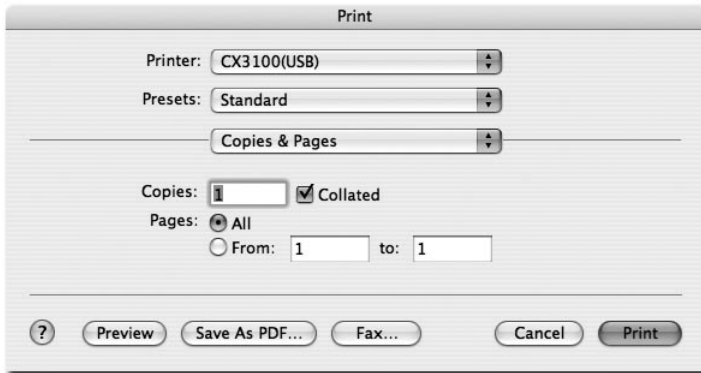 Print
Printer: CX3100(USB)
Presets: Standard
Copies & Pages
Copies: 1 Collated
Pages: All
From: 1 to: 1
? Preview Save As PDF... Fax... Cancel Print